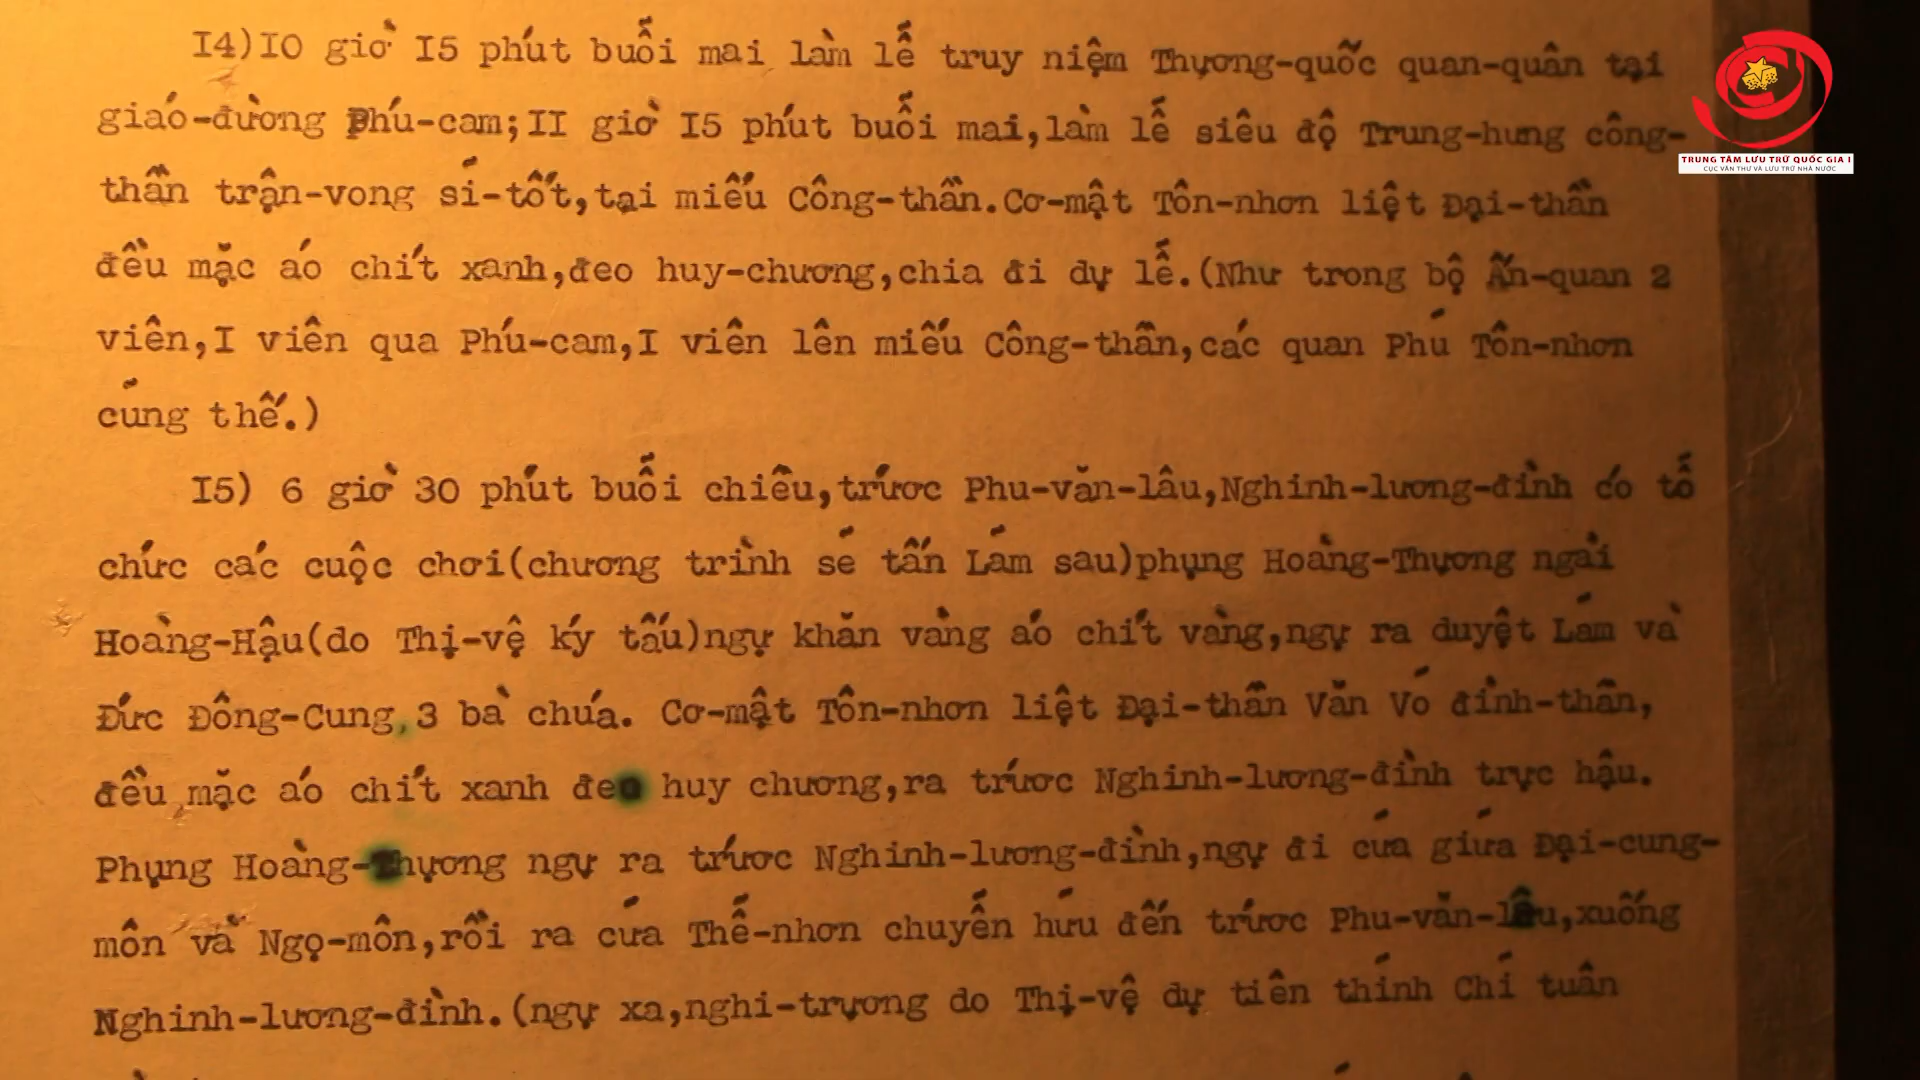 I4)IO giờ I5 phút buổi mai làm lễ truy niệm Thượng-quốc quan-quân tại
giáo-đường Phú-cam;II giờ I5 phút buổi mai,làm lễ siêu độ Trung-hưng công-
thần trận-vong sĩ-tốt,tại miếu Công-thần.Cơ-mật Tôn-nhơn liệt Đại-thần
đều mặc áo chít xanh,đeo huy-chương,chia đi dự lễ.(Như trong bộ Ấn-quan 2
viên,I viên qua Phú-cam,I viên lên miếu Công-thần,các quan Phủ Tôn-nhơn
cũng thế.)
I5) 6 giờ 30 phút buổi chiều,trước Phu-văn-lâu,Nghinh-lương-đình có tổ
chức các cuộc chơi(chương trình sẽ tấn Lãm sau)phụng Hoàng-Thượng ngài
Hoàng-Hậu(do Thị-vệ ký tấu)ngự khăn vàng áo chít vàng,ngự ra duyệt Lãm và
Đức Đông-Cung,3 bà chúa. Cơ-mật Tôn-nhơn liệt Đại-thần Văn Võ đình-thần,
đều mặc áo chít xanh đeo huy chương,ra trước Nghinh-lương-đình trực hậu.
Phụng Hoàng-Thượng ngự ra trước Nghinh-lương-đình,ngự đi cửa giữa Đại-cung-
môn và Ngọ-môn,rồi ra cửa Thể-nhơn chuyển hữu đến trước Phu-văn-lâu,xuống
Nghinh-lương-đình.(ngự xa,nghi-trượng do Thị-vệ dự tiên thỉnh Chỉ tuân
TRUNG TÂM LƯU TRỮ QUỐC GIA I
CỤC VĂN THƯ VÀ LƯU TRỮ NHÀ NƯỚC